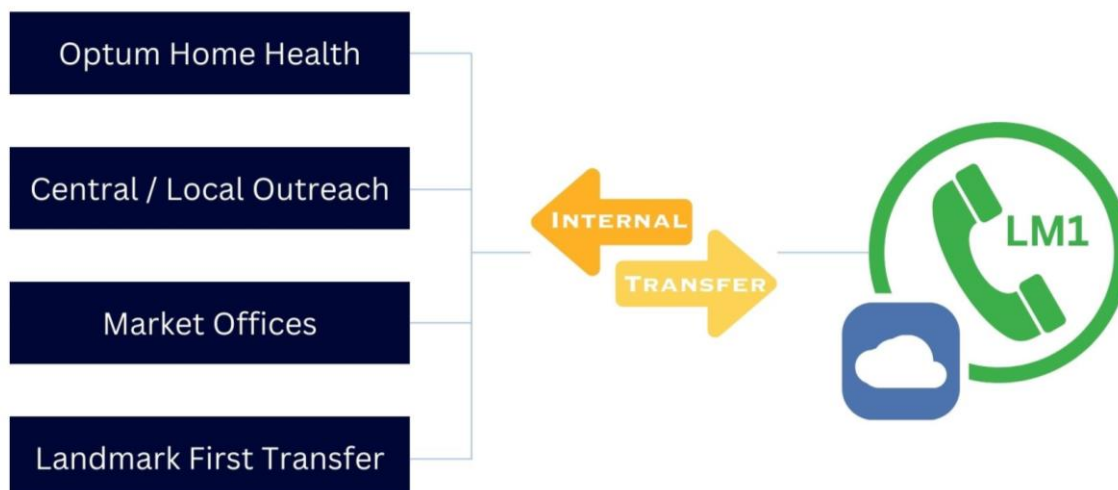 Optum Home Health
Central / Local Outreach
Market Offices
Landmark First Transfer
INTERNAL
TRANSFER
LM1